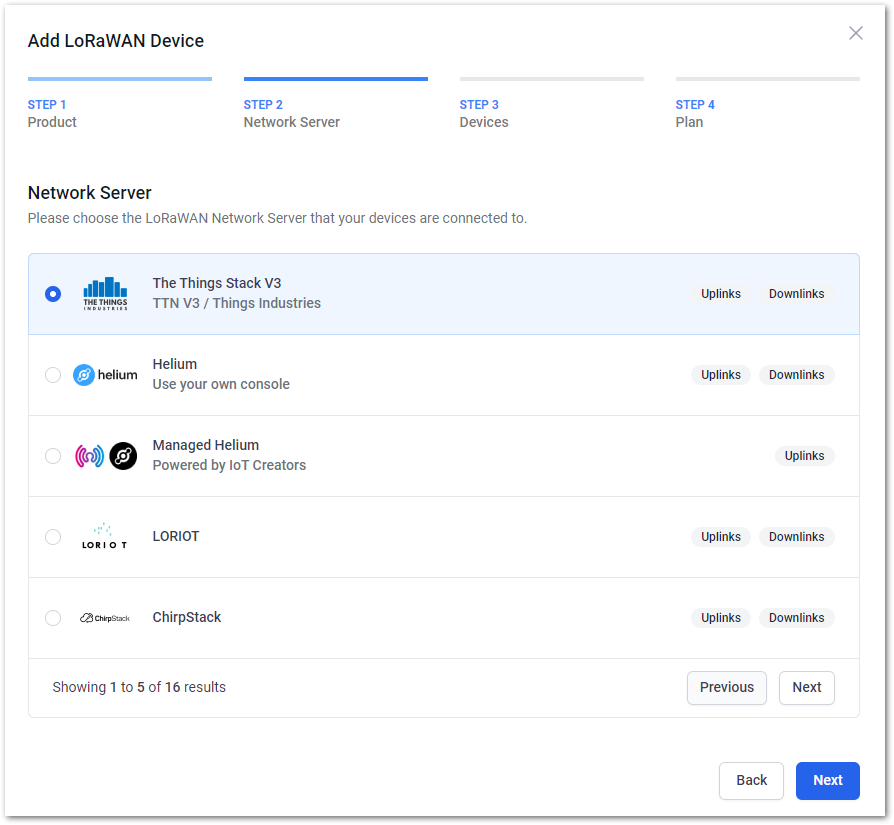 Add LoRaWAN Device
STEP 1
Product
STEP 2
Network Server
STEP 3
Devices
STEP 4
Plan
Network Server
Please choose the LoRaWAN Network Server that your devices are connected to.
THE THINGS
INDUSTRIES
The Things Stack V3
TTN V3 / Things Industries
Uplinks Downlinks
helium
Helium
Use your own console
Uplinks Downlinks
Managed Helium
Powered by IoT Creators
Uplinks
LORIOT
LORIOT
Uplinks Downlinks
ChirpStack
ChirpStack
Uplinks Downlinks
Showing 1 to 5 of 16 results
Previous Next
Back Next